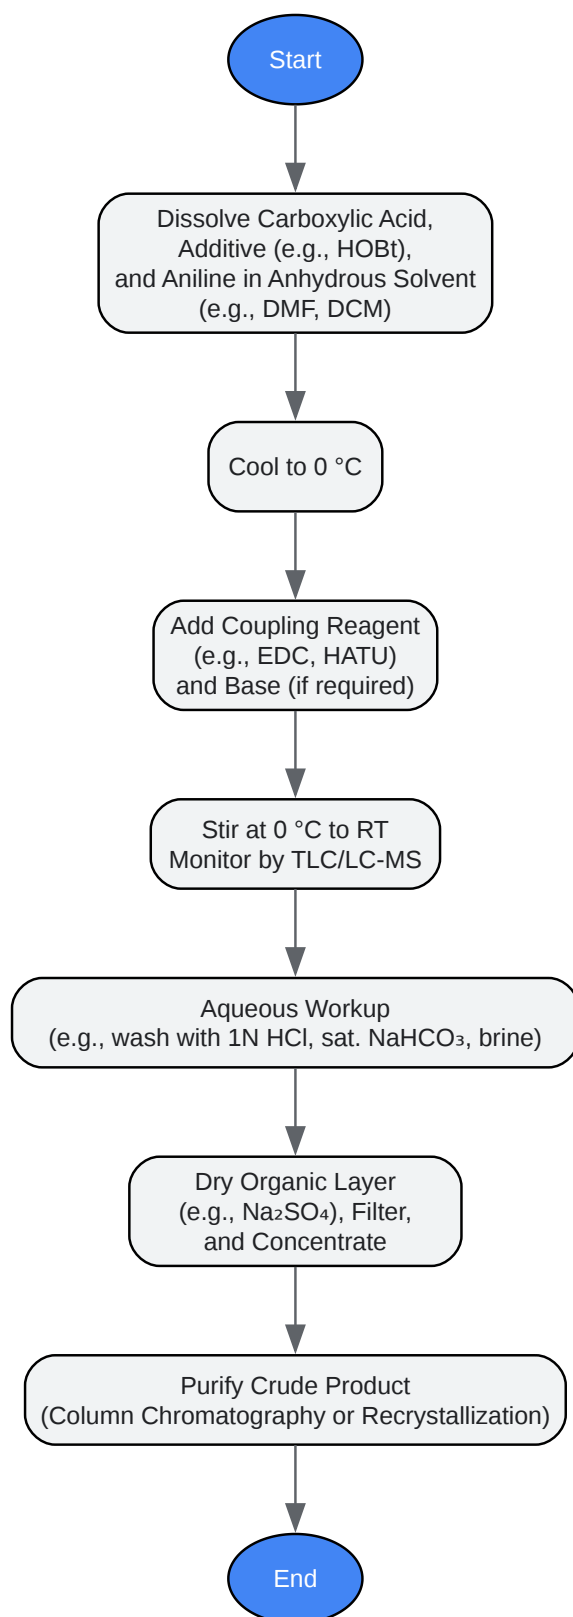 Start
Dissolve Carboxylic Acid,
Additive (e.g., HOBt),
and Aniline in Anhydrous Solvent
(e.g., DMF, DCM)
Cool to 0 °C
Add Coupling Reagent
(e.g., EDC, HATU)
and Base (if required)
Stir at 0 °C to RT
Monitor by TLC/LC-MS
Aqueous Workup
(e.g., wash with 1N HCl, sat. NaHCO₃, brine)
Dry Organic Layer
(e.g., Na₂SO₄), Filter,
and Concentrate
Purify Crude Product
(Column Chromatography or Recrystallization)
End